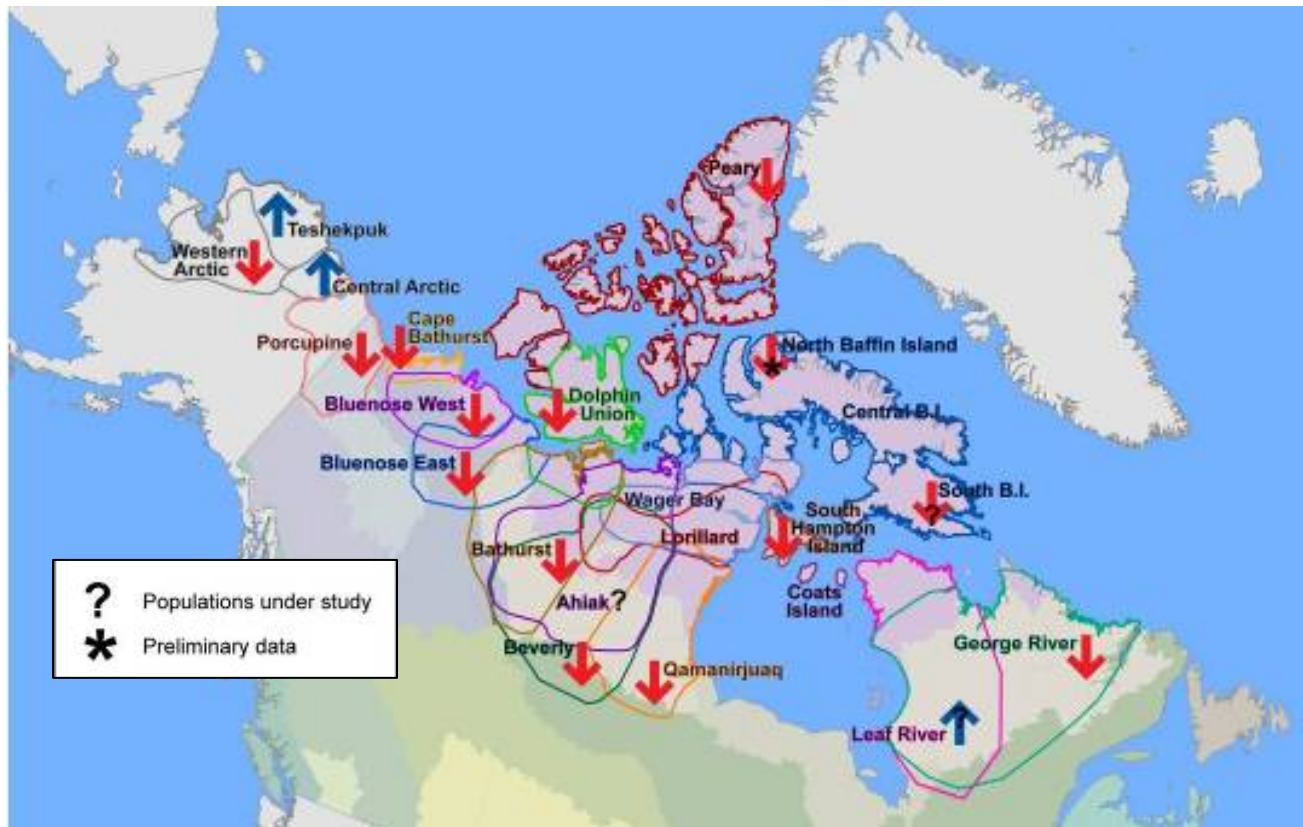 Peary
Teshekpuk
Western
Arctic
Central Arctic
Cape
Bathurst
Porcupine
North Baffin Island
*
Bluenose West
Dolphin
Union
Central B.I.
Bluenose East
South B.I.
?
Wager Bay
South
Hampton
Island
Lorillard
Bathurst
Coats
Island
Ahiak?
Beverly
Qamanirjuaq
George River
Leaf River
?
? Populations under study
* Preliminary data